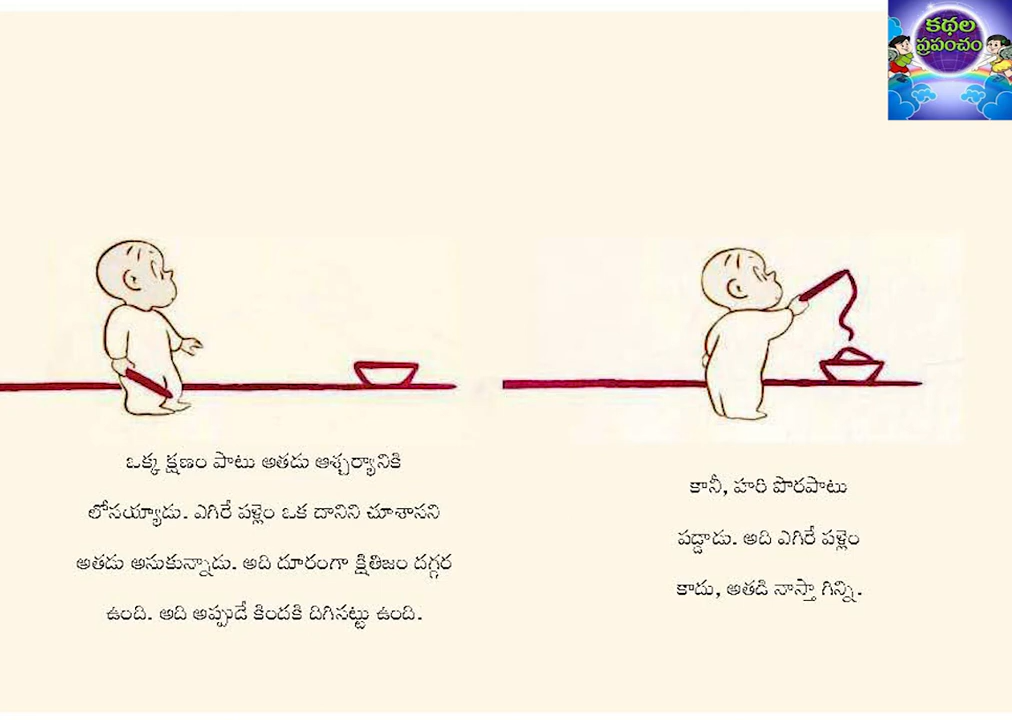 కథల
ప్రపంచం
ఒక్క క్షణం పాటు అతడు ఆశ్చర్యానికి
లోనయ్యాడు. ఎగిరే పళ్లెం ఒక దానిని చూశానని
అతడు అనుకున్నాడు. అది దూరంగా క్షితిజం దగ్గర
ఉంది. అది అప్పుడే కిందకి దిగినట్టు ఉంది.
కానీ, హరి పొరపాటు
పడ్డాడు. అది ఎగిరే పళ్లెం
కాదు, అతడి నాస్తా గిన్ని.